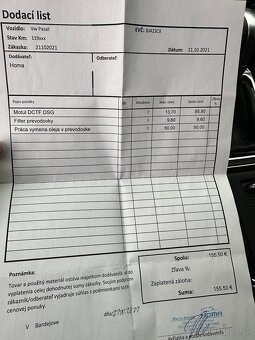 Dodací list
Vozidlo: Vw Pasat
EVČ: BJ423CX
Stav Km: 119xxx
Zákazka: 21102021
Dátum: 21.10.2021
Dodávateľ: Odberateľ:
Homa
Popis položky MJ Množstvo Jedn. cena Spolu cena
Motul DCTF DSG 1 13,70 95,90
Filter prevodovky 1 9,60 9,60
Práca vymena oleja v prevodovke 1 50,00 50,00
Spolu: 155,50 €
Zľava %:
Zaplatená záloha:
Suma: 155,50 €
Poznámka:
Tovar a použitý materiál ostáva majetkom dodávateľa až do
vyplatenia celej dohodnutej sumy zákazky. Svojim podpisom
zákazník/odberateľ vyjadruje súhlas s podmienkami tejto
cenovej ponuky.
V Bardejove dňa